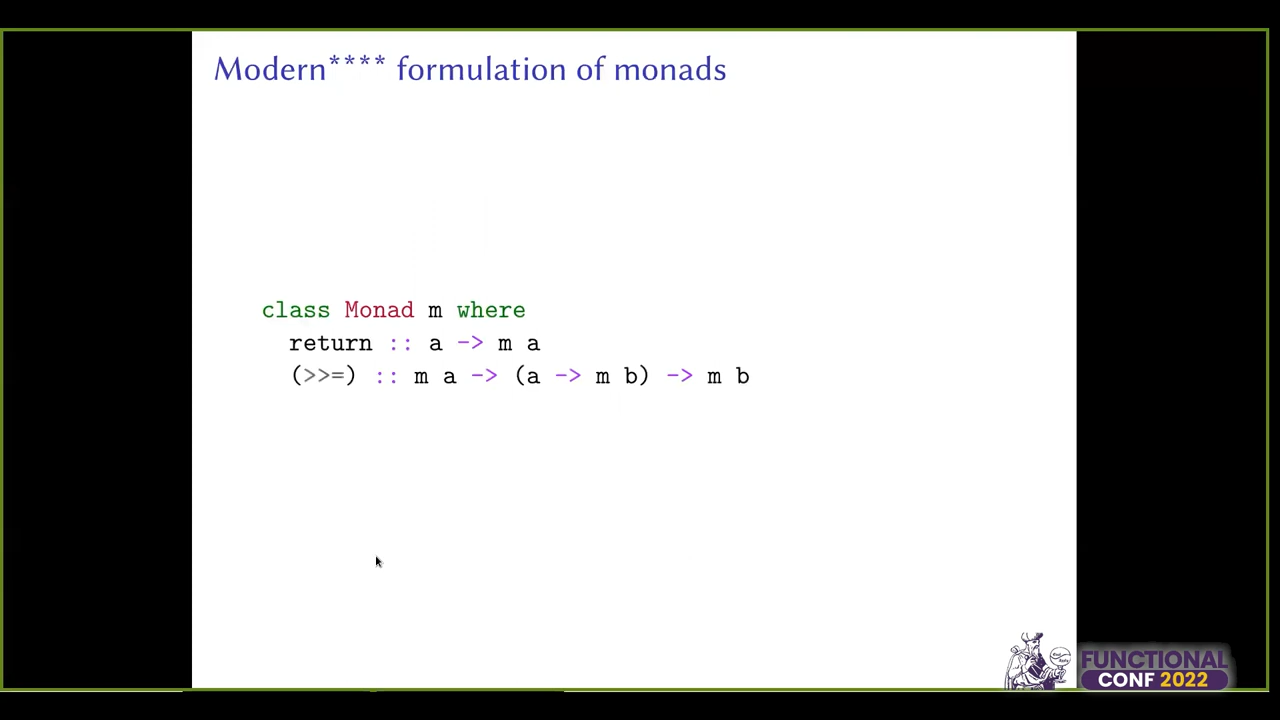 Modern**** formulation of monads
class Monad m where
return :: a -> m a
(>>=) :: m a -> (a -> m b) -> m b
FUNCTIONAL
CONF 2022